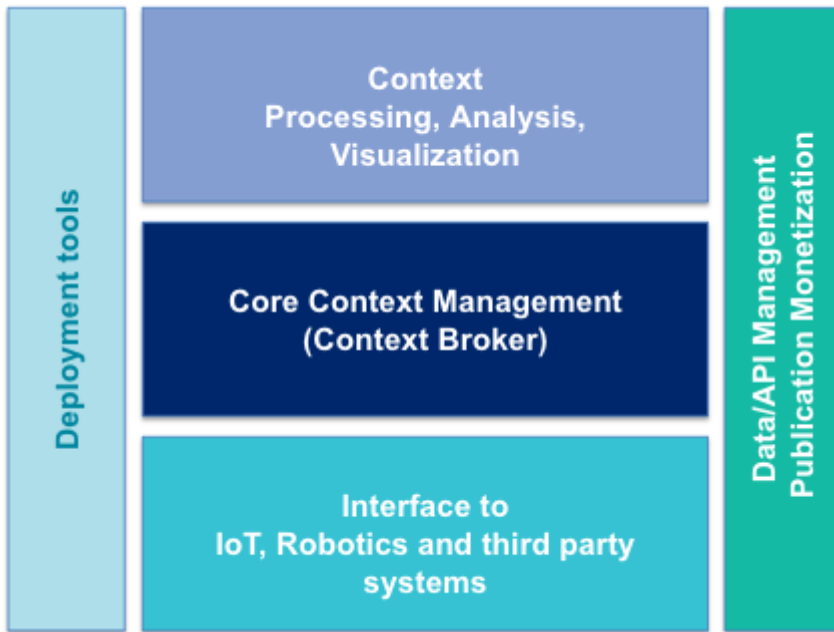 Deployment tools
Context
Processing, Analysis,
Visualization
Core Context Management
(Context Broker)
Interface to
IoT, Robotics and third party
systems
Data/API Management
Publication Monetization